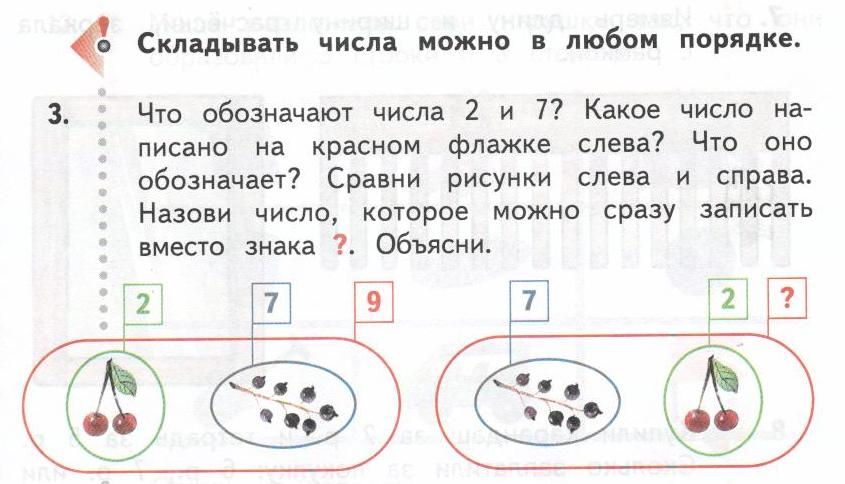 Складывать числа можно в любом порядке.
3. Что обозначают числа 2 и 7? Какое число на-
писано на красном флажке слева? Что оно
обозначает? Сравни рисунки слева и справа.
Назови число, которое можно сразу записать
вместо знака ?. Объясни.
2 7 9 7 2 ?